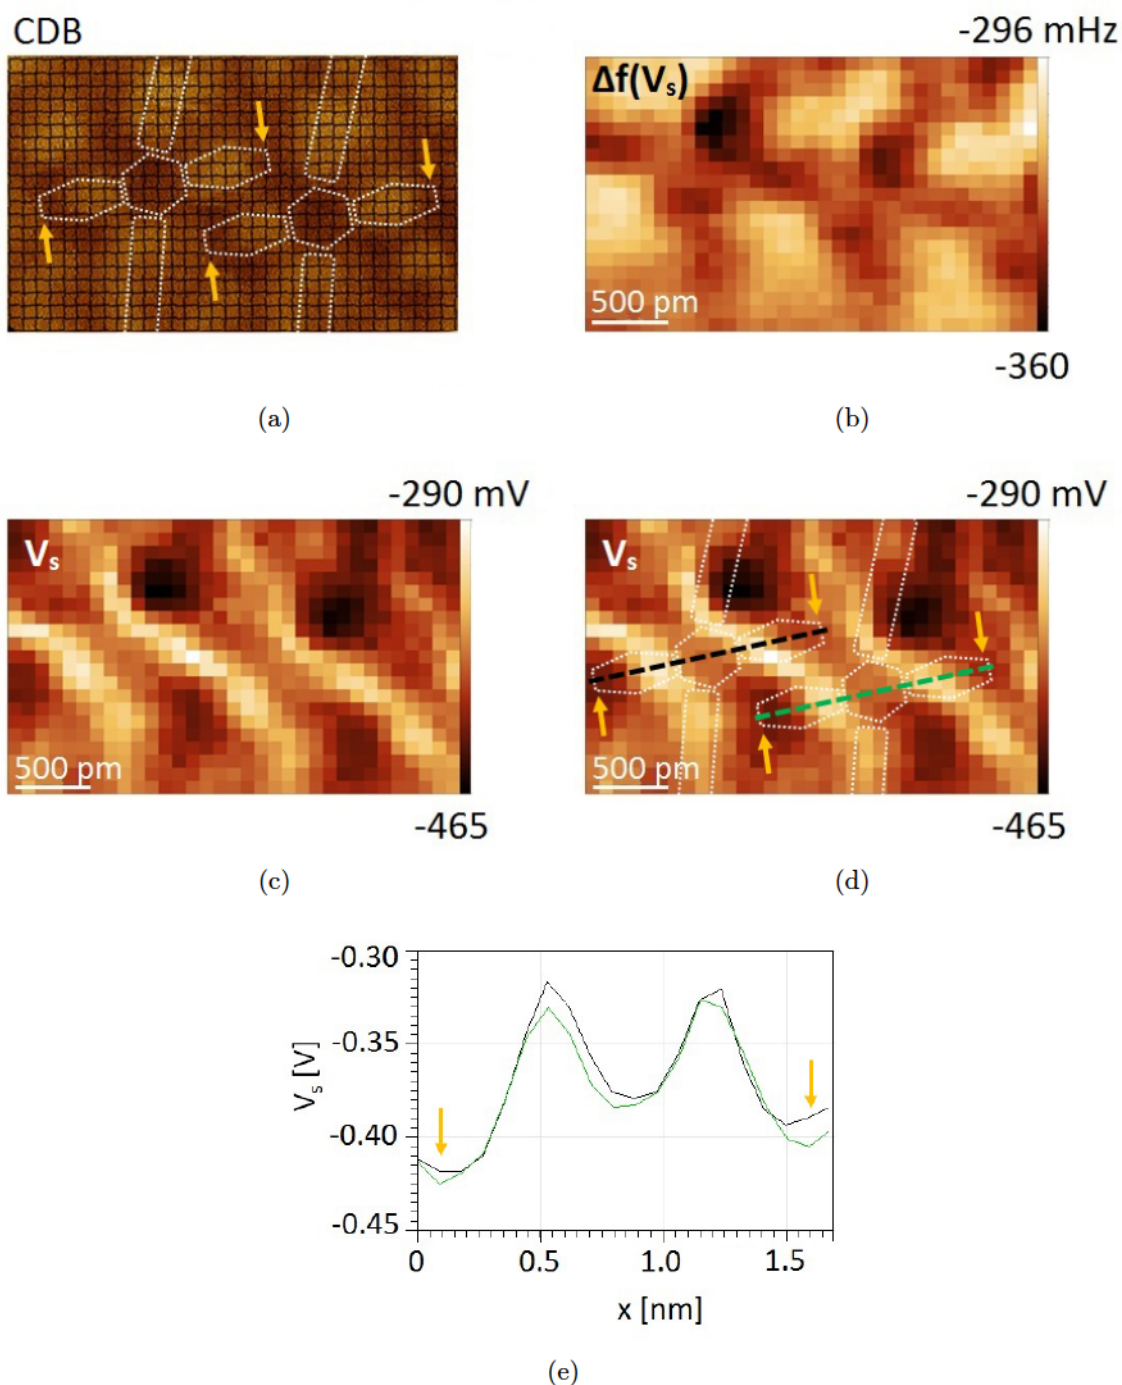 CDB
-296 mHz
Δf(Vs)
500 pm
-360
(a)
(b)
-290 mV
-290 mV
Vs
Vs
500 pm
500 pm
-465
-465
(c)
(d)
-0.30
-0.35
-0.40
-0.45
Vs [V]
0 0.5 1.0 1.5
x [nm]
(e)